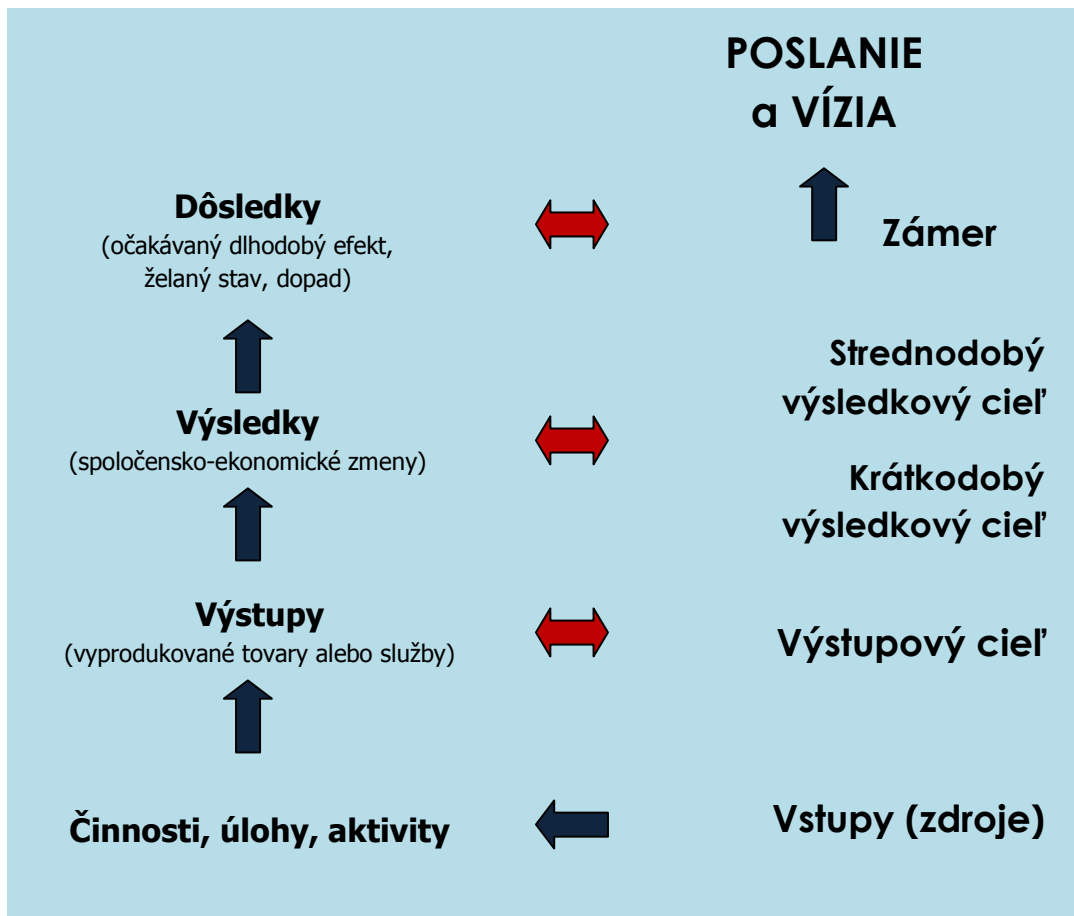 POSLANIE
a VÍZIA
Dôsledky
(očakávaný dlhodobý efekt,
želaný stav, dopad)
Zámer
Strednodobý
výsledkový cieľ
Výsledky
(spoločensko-ekonomické zmeny)
Krátkodobý
výsledkový cieľ
Výstupy
(vyprodukované tovary alebo služby)
Výstupový cieľ
Činnosti, úlohy, aktivity
Vstupy (zdroje)